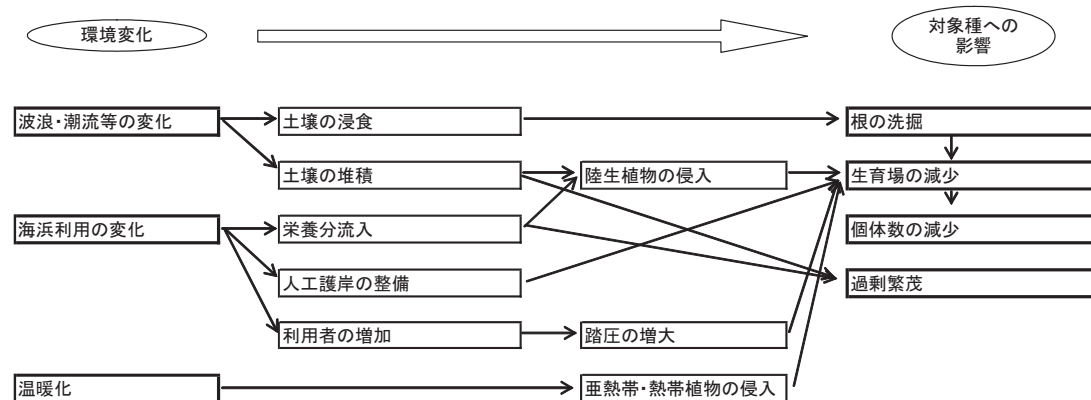 環境変化
対象種への
影響
波浪・潮流等の変化
土壌の浸食
根の洗掘
土壌の堆積
陸生植物の侵入
生育場の減少
海浜利用の変化
栄養分流入
個体数の減少
人工護岸の整備
過剰繁茂
利用者の増加
踏圧の増大
温暖化
亜熱帯・熱帯植物の侵入